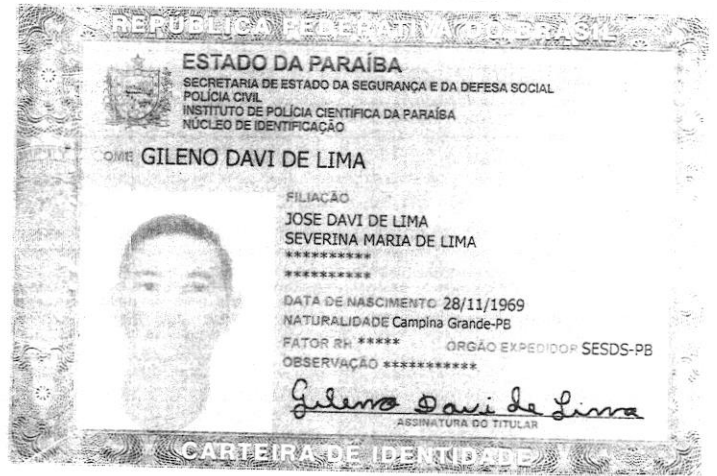 REPÚBLICA FEDERATIVA DO BRASIL
ESTADO DA PARAÍBA
SECRETARIA DE ESTADO DA SEGURANÇA E DA DEFESA SOCIAL
POLÍCIA CIVIL
INSTITUTO DE POLÍCIA CIENTÍFICA DA PARAÍBA
NÚCLEO DE IDENTIFICAÇÃO
NOME GILENO DAVI DE LIMA
FILIAÇÃO
JOSE DAVI DE LIMA
SEVERINA MARIA DE LIMA
**********
**********
DATA DE NASCIMENTO 28/11/1969
NATURALIDADE Campina Grande-PB
FATOR RH ***** ORGÃO EXPEDIDOR SESDS-PB
OBSERVAÇÃO ***********
Gileno Davi de Lima
ASSINATURA DO TITULAR
CARTEIRA DE IDENTIDADE